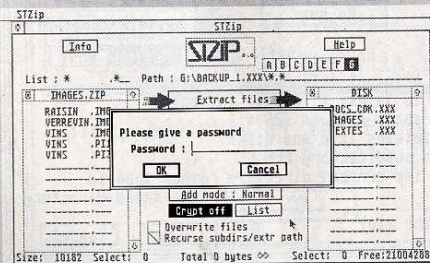 STZip
STZip
Info
STZIP
Help
A B C D E F G
List : * .*__ Path : G:\BACKUP_1.XXX\*.*
IMAGES.ZIP
Extract files
DISK
RAISIN .IMG
VERREVIN.IMG
VINS .IMG
VINS .PI1
VINS .PI3
DOCS_CDK.XXX
IMAGES .XXX
TEXTES .XXX
Please give a password
Password :
OK
Cancel
Add mode : Normal
Crypt off
List
Overwrite files
Recurse subdirs/extr path
Size: 10182 Select: 0 Total 0 bytes Select: 0 Free:21004288